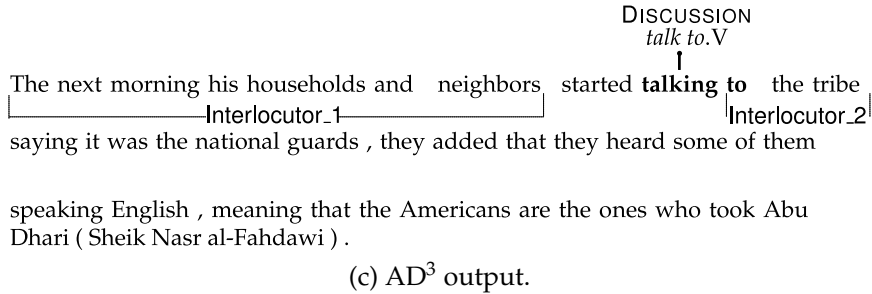 DISCUSSION
talk to.V
The next morning his households and neighbors started talking to the tribe
Interlocutor_1 Interlocutor_2
saying it was the national guards , they added that they heard some of them
speaking English , meaning that the Americans are the ones who took Abu
Dhari ( Sheik Nasr al-Fahdawi ) .
(c) AD³ output.